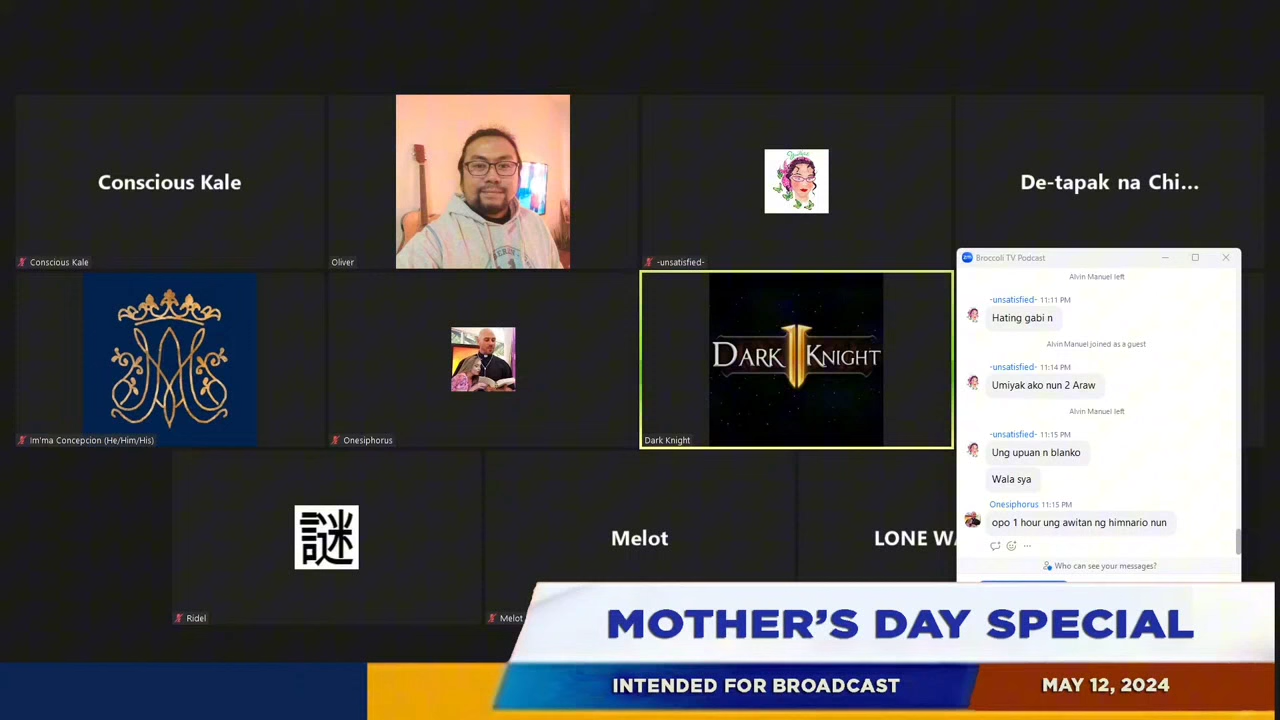 Conscious Kale
De-tapak na Chi...
Conscious Kale
Oliver
-unsatisfied-
Im'ma Concepcion (He/Him/His)
Onesiphorus
DARK KNIGHT
Dark Knight
謎
Ridel
Melot
Melot
LONE WA
Broccoli TV Podcast
Alvin Manuel left
-unsatisfied- 11:11 PM
Hating gabi n
Alvin Manuel joined as a guest
-unsatisfied- 11:14 PM
Umiyak ako nun 2 Araw
Alvin Manuel left
-unsatisfied- 11:15 PM
Ung upuan n blanko
Wala sya
Onesiphorus 11:15 PM
opo 1 hour ung awitan ng himnario nun
Who can see your messages?
MOTHER'S DAY SPECIAL
INTENDED FOR BROADCAST
MAY 12, 2024